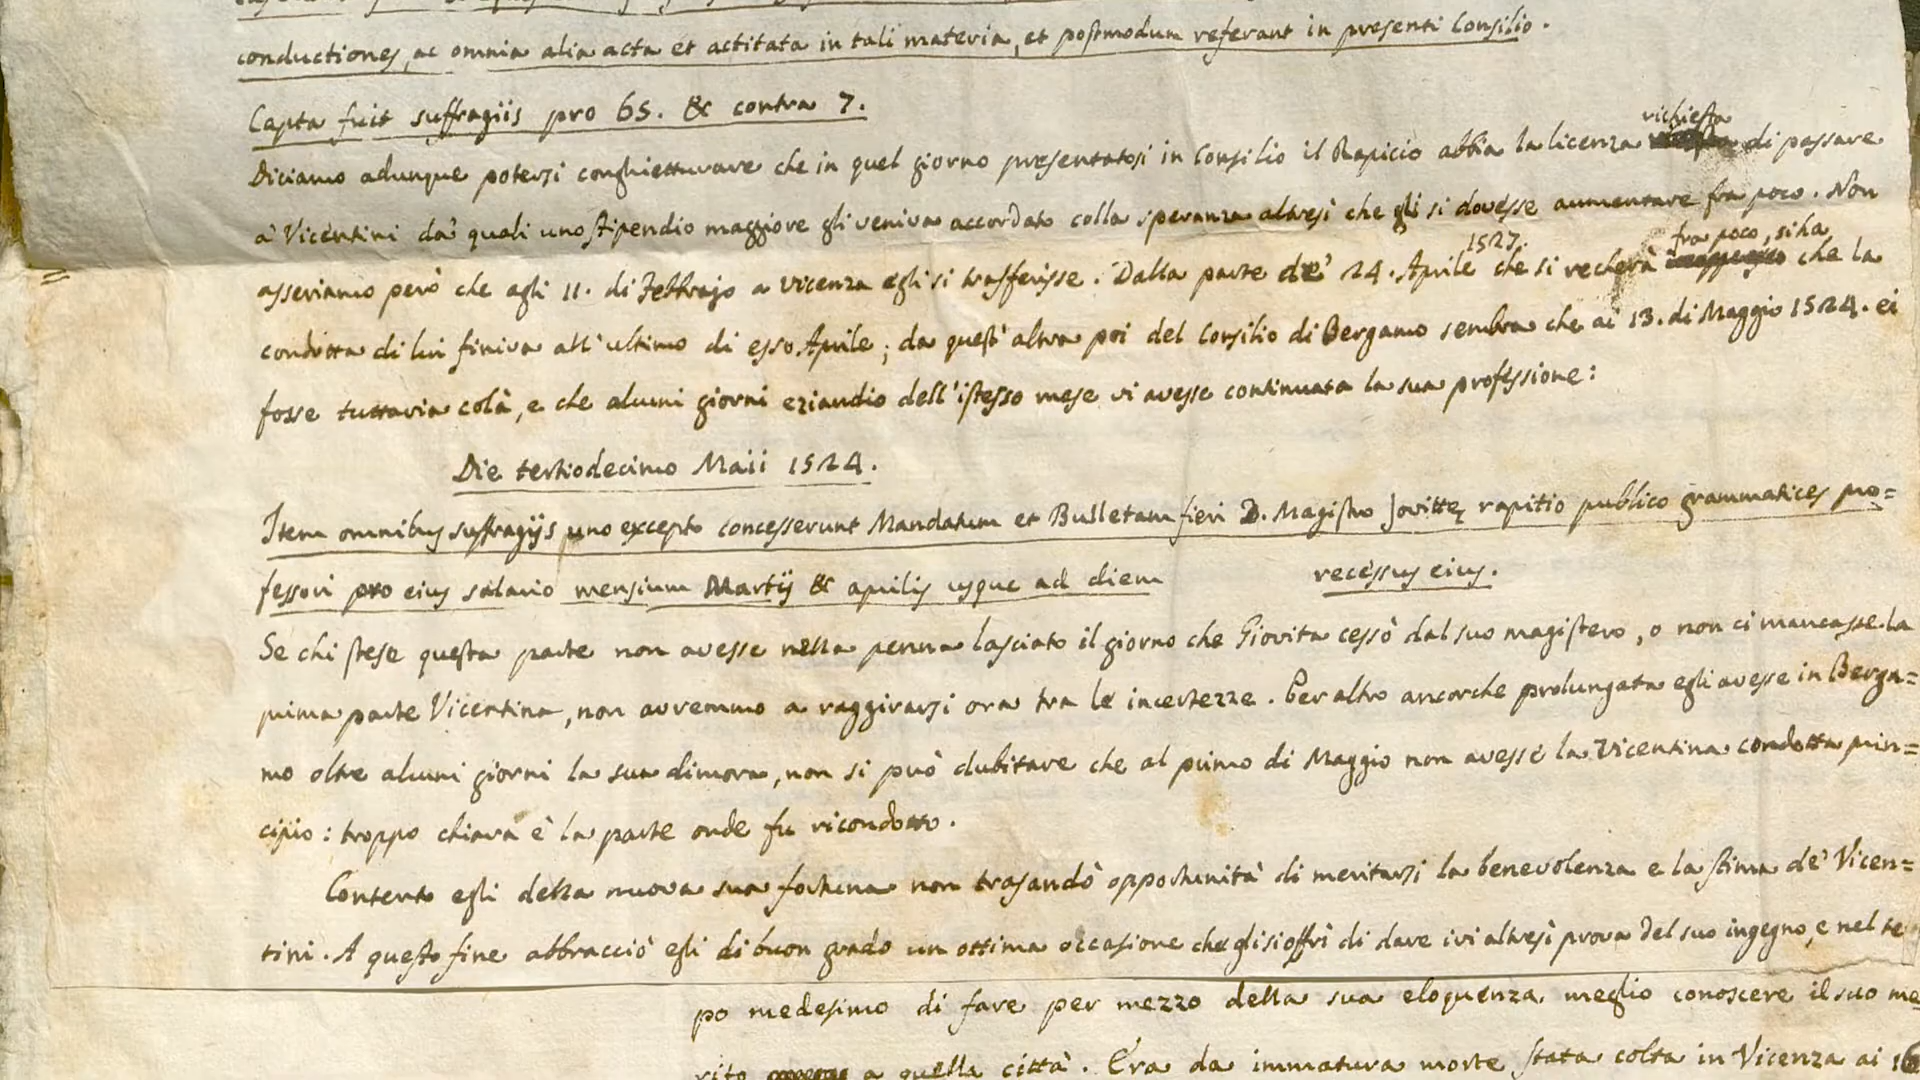 conductiones, ac omnia alia acta et actitata in tali materia, et postmodum referant in presenti Consilio.
Capta fuit suffragiis pro 65. & contra 7.
richiesta
Diciamo adunque potersi conghietturare che in quel giorno presentatosi in Consilio il Rapicio abbia la licenza di passare
a' Vicentini da' quali uno stipendio maggiore gli veniva accordato colla speranza altresì che gli si dovesse aumentare fra poco. Non
1527. fra poco, si ha
asseriamo però che agli 11. di Febbrajo a Vicenza egli si trasferisse. Dalla parte de' 24. Aprile che si recherà che la
condotta di lui finiva all'ultimo di esso Aprile; da quest'altra poi del Consilio di Bergamo sembra che ai 13. di Maggio 1524. ei
fosse tuttavia colà, e che alcuni giorni eziandio dell'istesso mese vi avesse continuata la sua professione:
Die tertiodecimo Maii 1524.
Item omnibus suffragijs uno excepto concesserunt Mandatum et Bulletam fieri D. Magistro Jovittę rapitio publico grammatices pro=
fessori pro eius salario mensium Martij & aprilis usque ad diem recessus eius.
Se chi stese questa parte non avesse nella penna lasciato il giorno che Giovita cessò dal suo magistero, o non ci mancasse la
prima parte Vicentina, non avremmo a raggirarsi ora tra le incertezze. Per altro ancorche prolungata egli avesse in Berga=
mo oltre alcuni giorni la sua dimora, non si può dubitare che al primo di Maggio non avesse la Vicentina condotta prin=
cipio: troppo chiara è la parte onde fu ricondotto.
Contento egli della nuova sua fortuna non trasandò opportunità di meritarsi la benevolenza e la stima de' Vicen=
tini. A questo fine abbracciò egli di buon grado un ottima occasione che gli si offrì di dare ivi altresì prova del suo ingegno, e nel te
po medesimo di fare per mezzo della sua eloquenza meglio conoscere il suo me
rito a quella città. Era da immatura morte stata colta in Vicenza ai